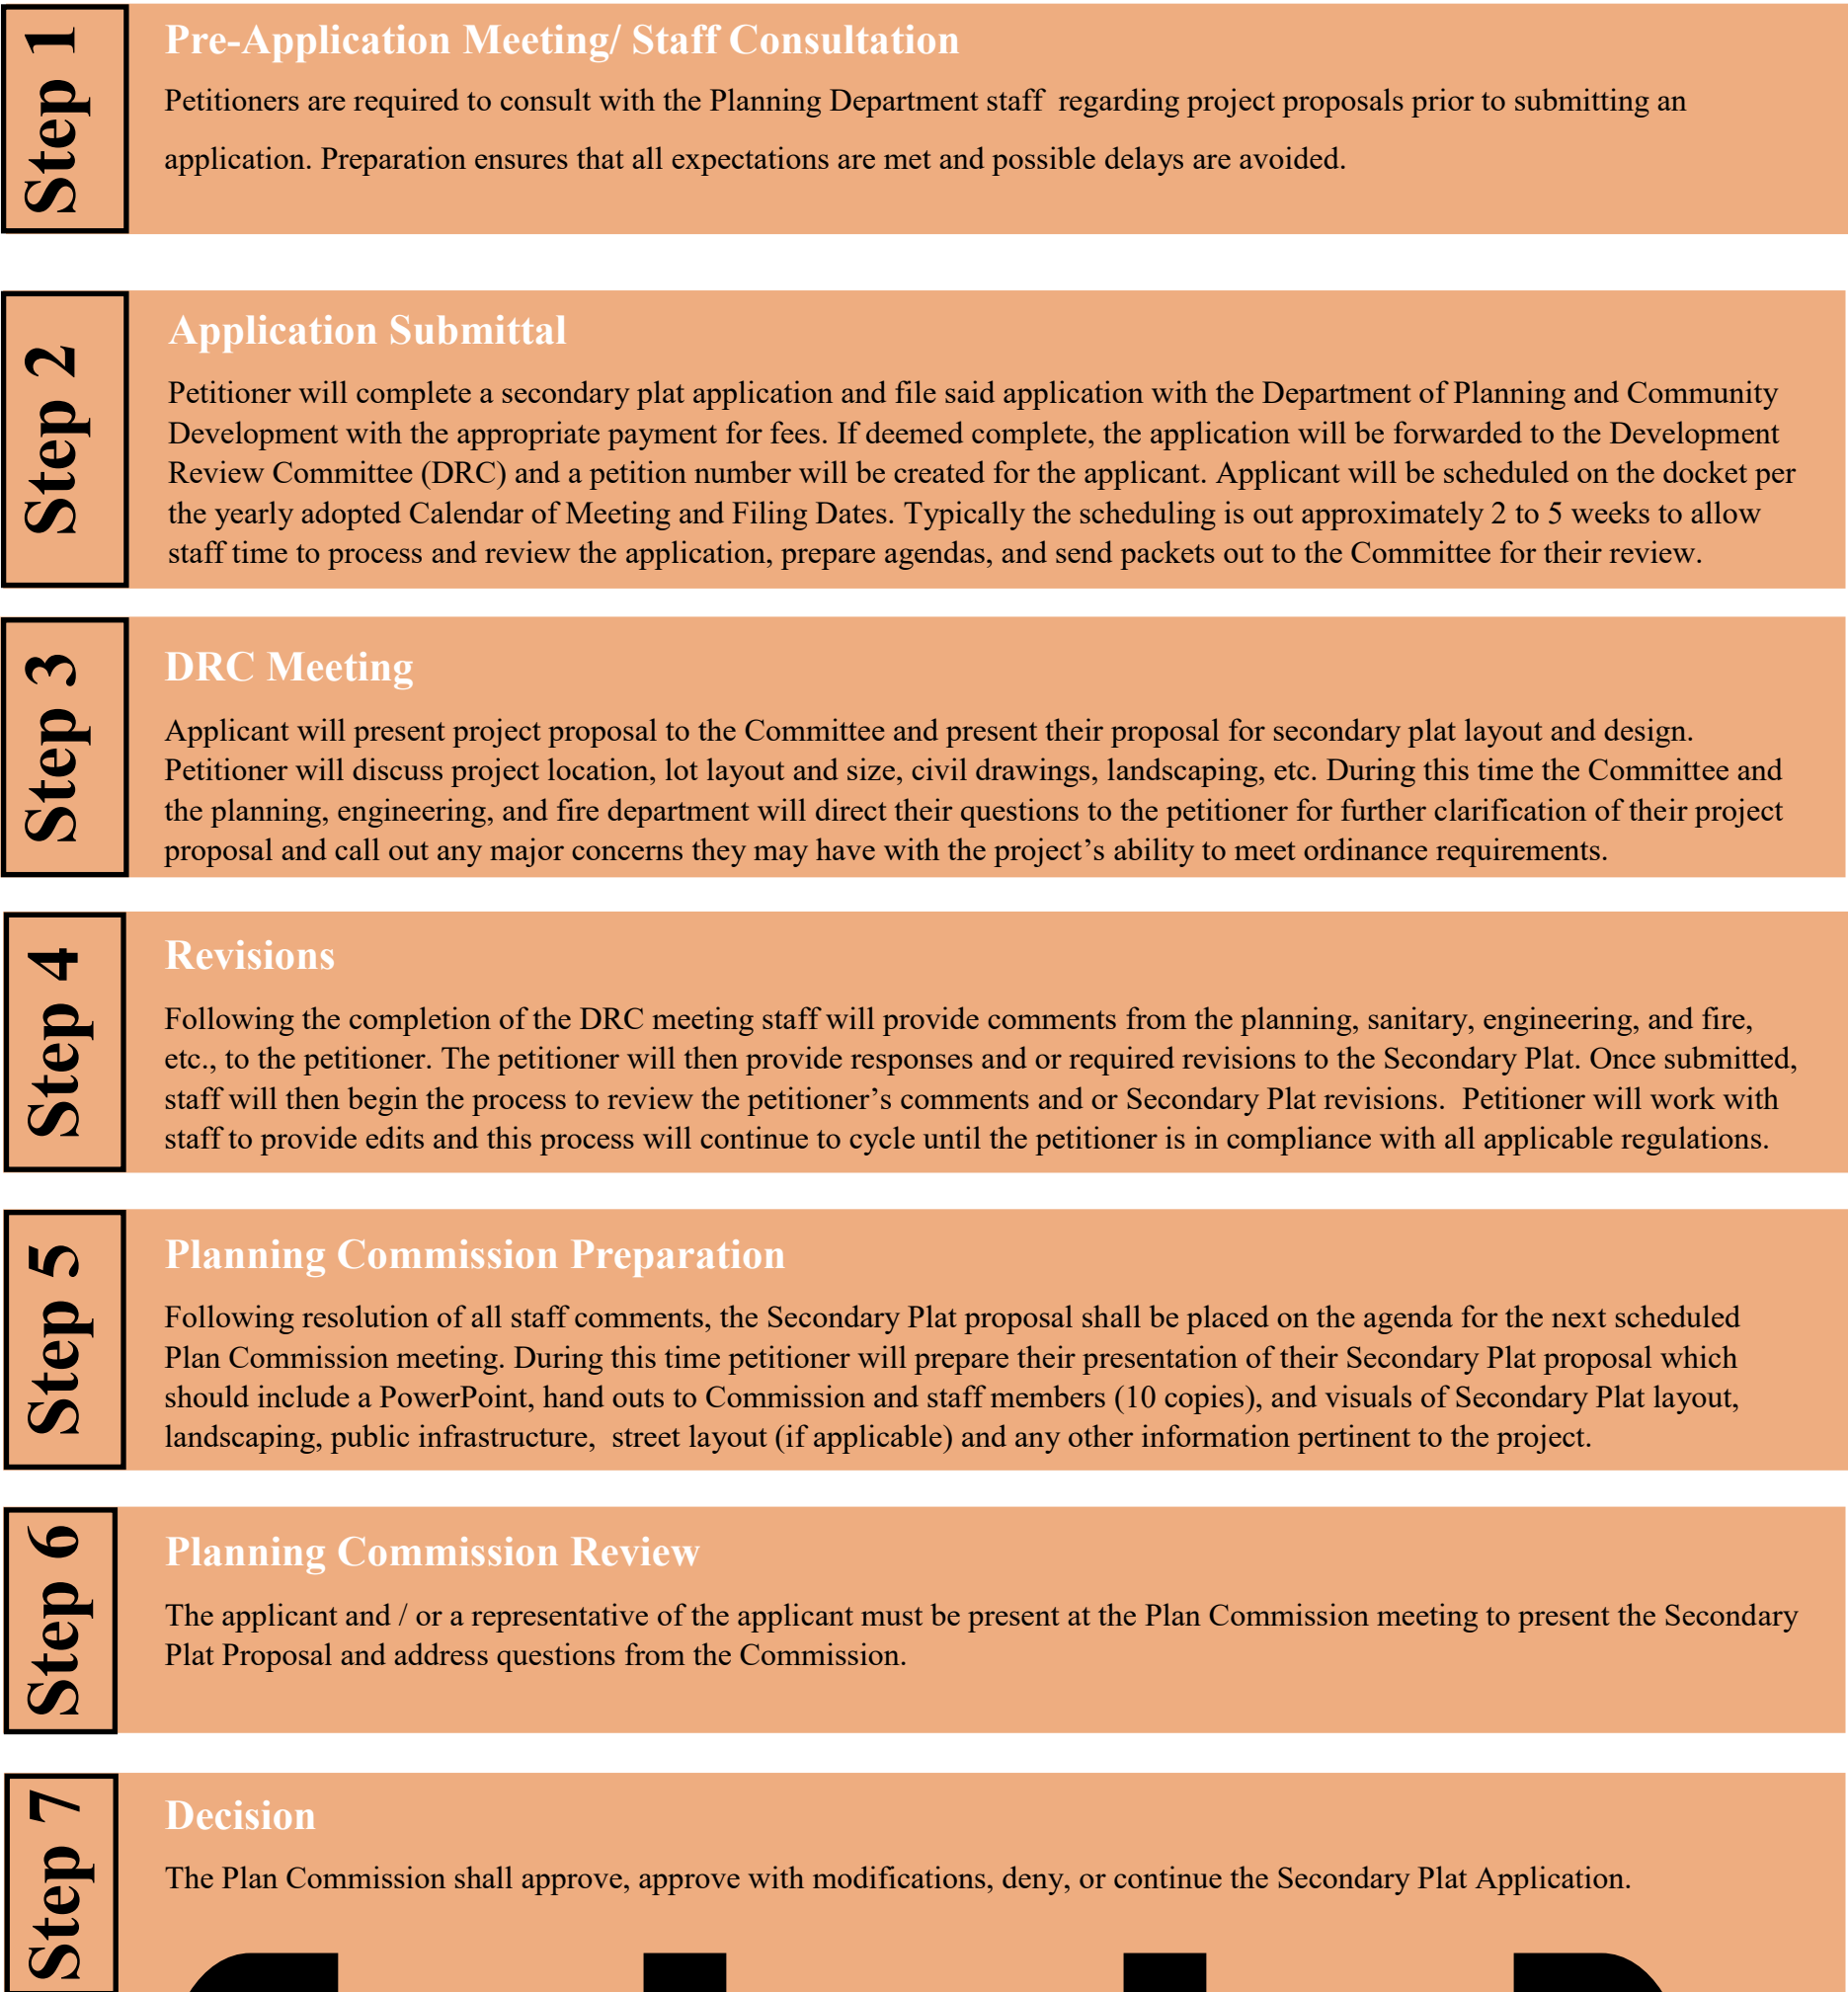 Step 1
Pre-Application Meeting/ Staff Consultation
Petitioners are required to consult with the Planning Department staff  regarding project proposals prior to submitting an
application. Preparation ensures that all expectations are met and possible delays are avoided.
Step 2
Application Submittal
Petitioner will complete a secondary plat application and file said application with the Department of Planning and Community
Development with the appropriate payment for fees. If deemed complete, the application will be forwarded to the Development
Review Committee (DRC) and a petition number will be created for the applicant. Applicant will be scheduled on the docket per
the yearly adopted Calendar of Meeting and Filing Dates. Typically the scheduling is out approximately 2 to 5 weeks to allow
staff time to process and review the application, prepare agendas, and send packets out to the Committee for their review.
Step 3
DRC Meeting
Applicant will present project proposal to the Committee and present their proposal for secondary plat layout and design.
Petitioner will discuss project location, lot layout and size, civil drawings, landscaping, etc. During this time the Committee and
the planning, engineering, and fire department will direct their questions to the petitioner for further clarification of their project
proposal and call out any major concerns they may have with the project’s ability to meet ordinance requirements.
Step 4
Revisions
Following the completion of the DRC meeting staff will provide comments from the planning, sanitary, engineering, and fire,
etc., to the petitioner. The petitioner will then provide responses and or required revisions to the Secondary Plat. Once submitted,
staff will then begin the process to review the petitioner’s comments and or Secondary Plat revisions.  Petitioner will work with
staff to provide edits and this process will continue to cycle until the petitioner is in compliance with all applicable regulations.
Step 5
Planning Commission Preparation
Following resolution of all staff comments, the Secondary Plat proposal shall be placed on the agenda for the next scheduled
Plan Commission meeting. During this time petitioner will prepare their presentation of their Secondary Plat proposal which
should include a PowerPoint, hand outs to Commission and staff members (10 copies), and visuals of Secondary Plat layout,
landscaping, public infrastructure,  street layout (if applicable) and any other information pertinent to the project.
Step 6
Planning Commission Review
The applicant and / or a representative of the applicant must be present at the Plan Commission meeting to present the Secondary
Plat Proposal and address questions from the Commission.
Step 7
Decision
The Plan Commission shall approve, approve with modifications, deny, or continue the Secondary Plat Application.